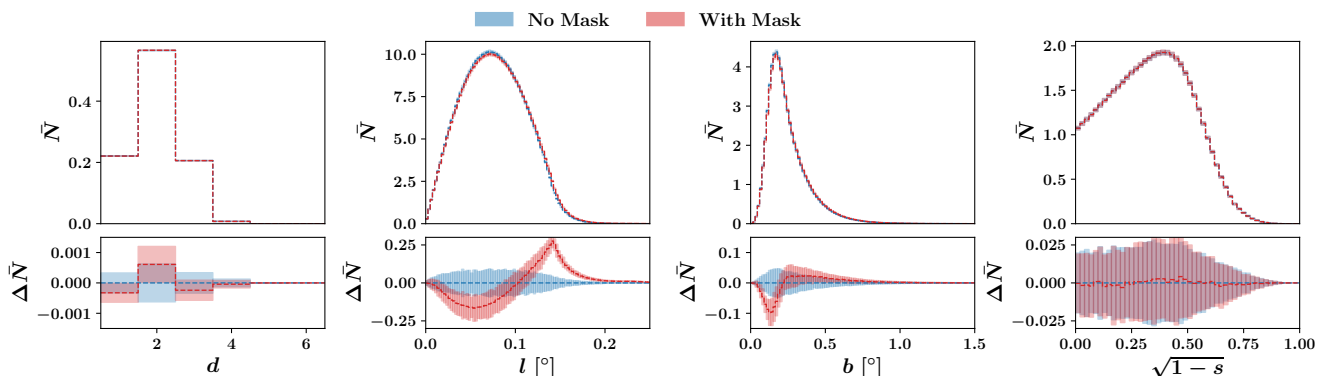 No Mask With Mask
N̄
0.4
0.2
0.0
N̄
10.0
7.5
5.0
2.5
0.0
N̄
4
3
2
1
0
N̄
2.0
1.5
1.0
0.5
0.0
ΔN̄
0.001
0.000
−0.001
2 4 6
d
ΔN̄
0.25
0.00
−0.25
0.0 0.1 0.2
l [°]
ΔN̄
0.1
0.0
−0.1
0.0 0.5 1.0 1.5
b [°]
ΔN̄
0.025
0.000
−0.025
0.00 0.25 0.50 0.75 1.00
√1 − s